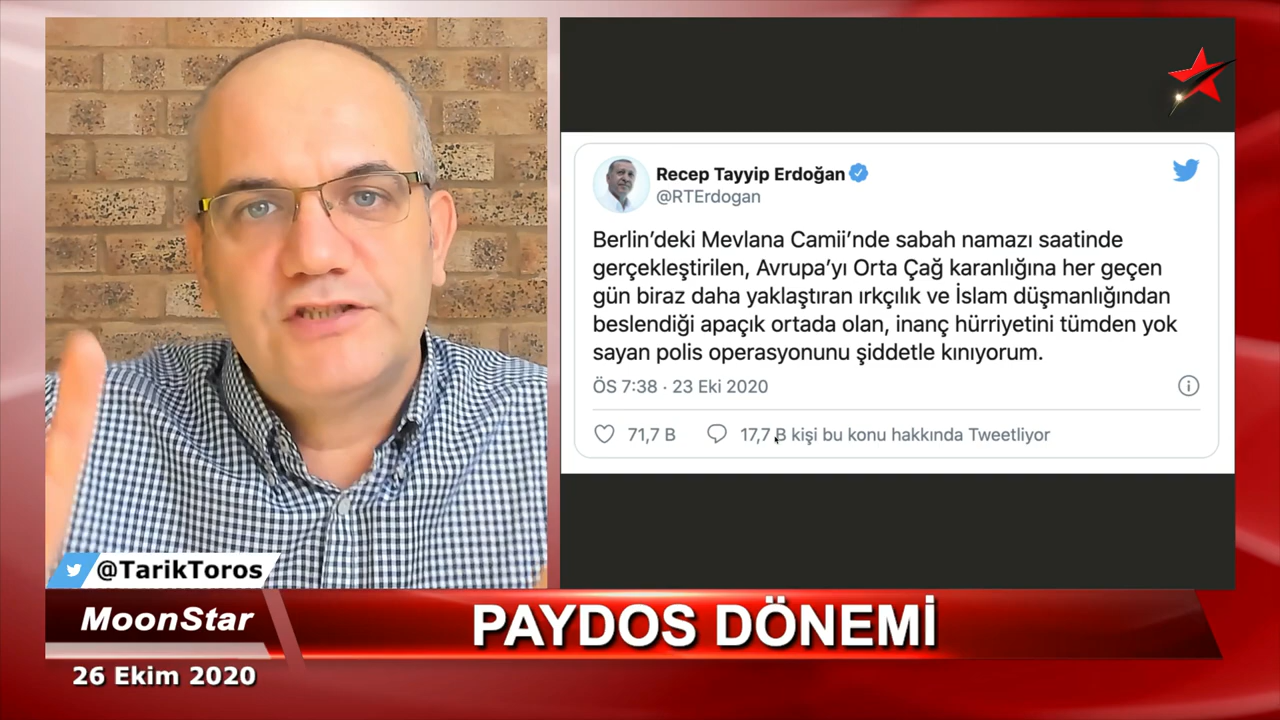 Recep Tayyip Erdoğan
@RTErdogan
Berlin’deki Mevlana Camii’nde sabah namazı saatinde
gerçekleştirilen, Avrupa’yı Orta Çağ karanlığına her geçen
gün biraz daha yaklaştıran ırkçılık ve İslam düşmanlığından
beslendiği apaçık ortada olan, inanç hürriyetini tümden yok
sayan polis operasyonunu şiddetle kınıyorum.
ÖS 7:38 · 23 Eki 2020
71,7 B
17,7 B kişi bu konu hakkında Tweetliyor
@TarikToros
MoonStar
PAYDOS DÖNEMİ
26 Ekim 2020